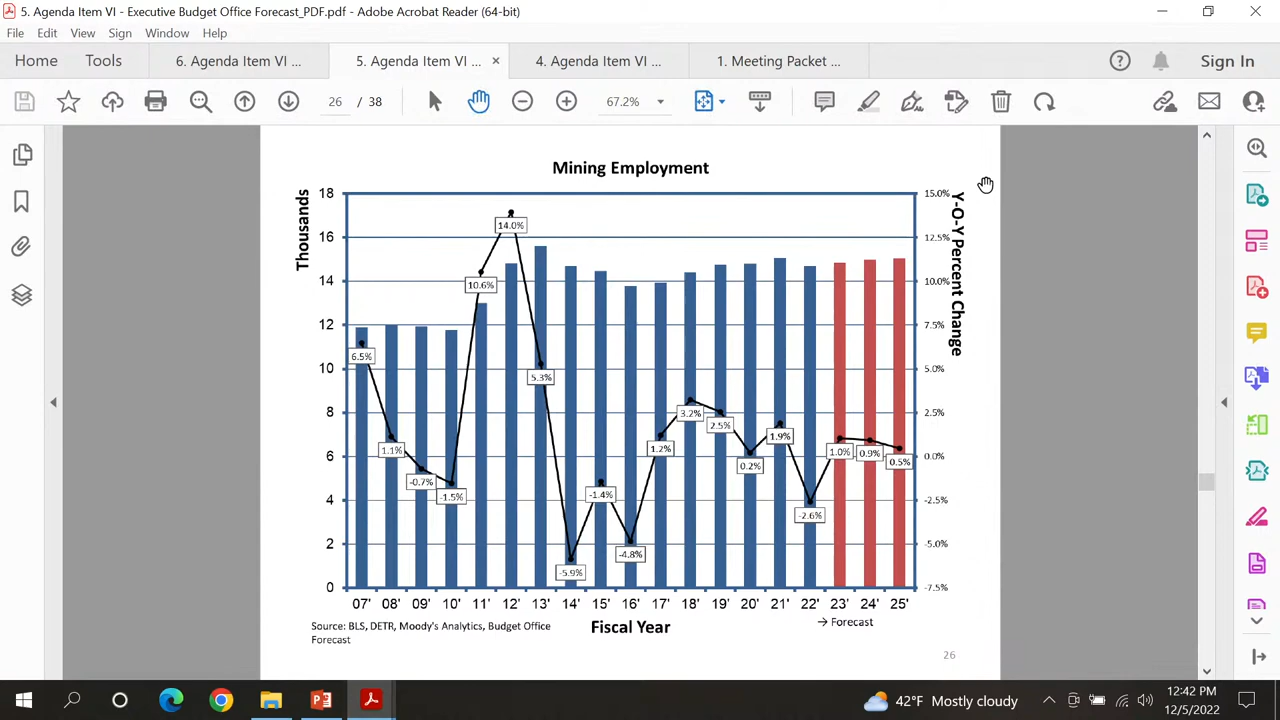 5. Agenda Item VI - Executive Budget Office Forecast_PDF.pdf - Adobe Acrobat Reader (64-bit)
File Edit View Sign Window Help
Home Tools 6. Agenda Item VI ... 5. Agenda Item VI ... × 4. Agenda Item VI ... 1. Meeting Packet ... Sign In
26 / 38 67.2%
Mining Employment
Thousands
18
16
14
12
10
8
6
4
2
0
15.0%
12.5%
10.0%
7.5%
5.0%
2.5%
0.0%
-2.5%
-5.0%
-7.5%
Y-O-Y Percent Change
6.5%
1.1%
-0.7%
-1.5%
10.6%
14.0%
5.3%
-5.9%
-1.4%
-4.8%
1.2%
3.2%
2.5%
0.2%
1.9%
-2.6%
1.0%
0.9%
0.5%
07' 08' 09' 10' 11' 12' 13' 14' 15' 16' 17' 18' 19' 20' 21' 22' 23' 24' 25'
Source: BLS, DETR, Moody's Analytics, Budget Office
Forecast
Fiscal Year
→ Forecast
26
42°F Mostly cloudy
12:42 PM
12/5/2022